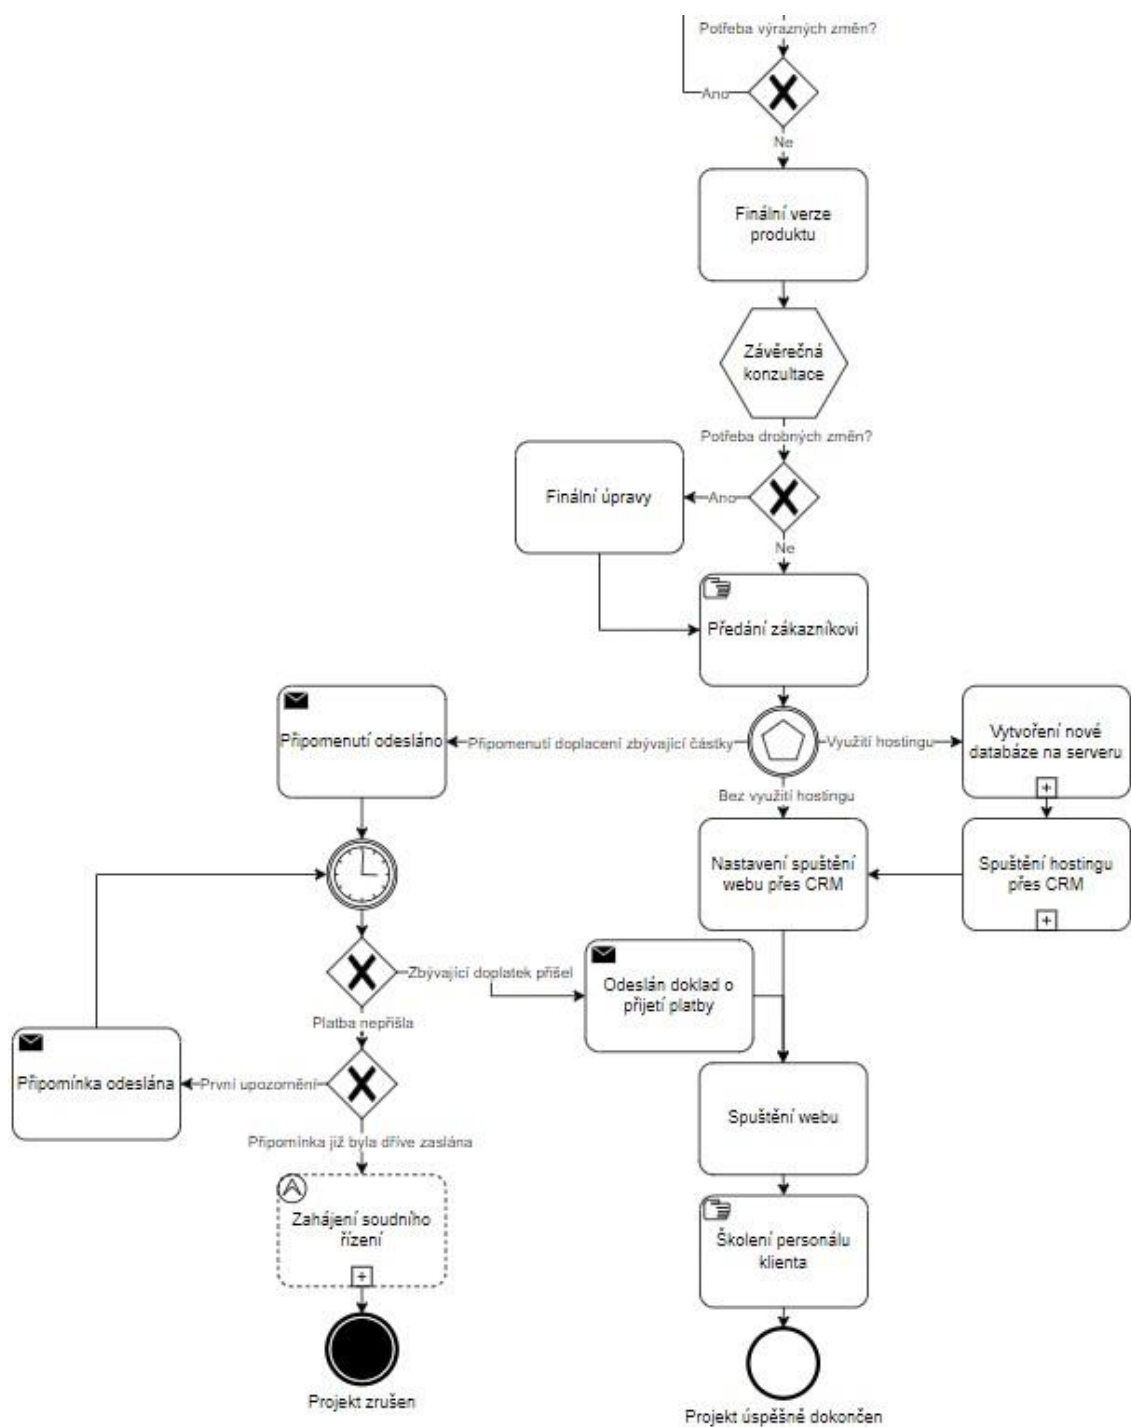 Potřeba výrazných změn?
Ano
Ne
Finální verze
produktu
Závěrečná
konzultace
Potřeba drobných změn?
Finální úpravy
Ano
Ne
Předání zákazníkovi
Připomenutí odesláno
Připomenutí doplacení zbývající částky
Využití hostingu
Vytvoření nové
databáze na serveru
Bez využití hostingu
Nastavení spuštění
webu přes CRM
Spuštění hostingu
přes CRM
Zbývající doplatek přišel
Odeslán doklad o
přijetí platby
Platba nepřišla
Připomínka odeslána
První upozornění
Spuštění webu
Připomínka již byla dříve zaslána
Zahájení soudního
řízení
Školení personálu
klienta
Projekt zrušen
Projekt úspěšně dokončen